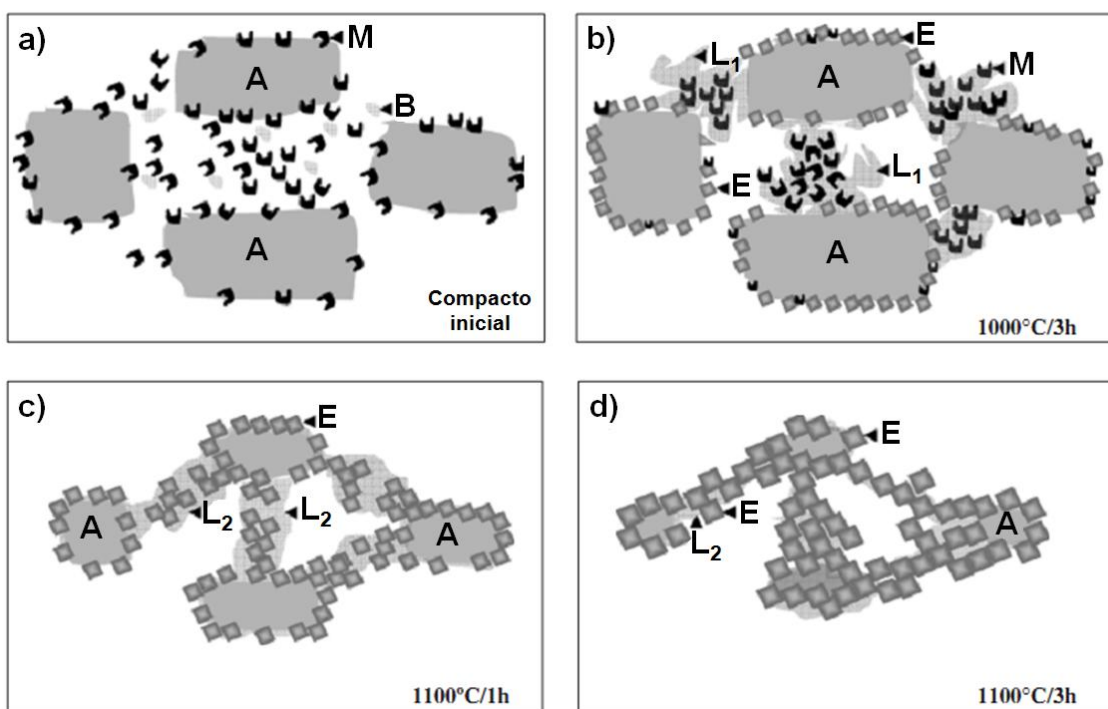 a)
M
A
B
A
Compacto
inicial
b)
E
L₁
A
M
L₁
E
A
1000°C/3h
c)
E
L₂
L₂
A
A
1100ºC/1h
d)
E
E
A
L₂
1100°C/3h